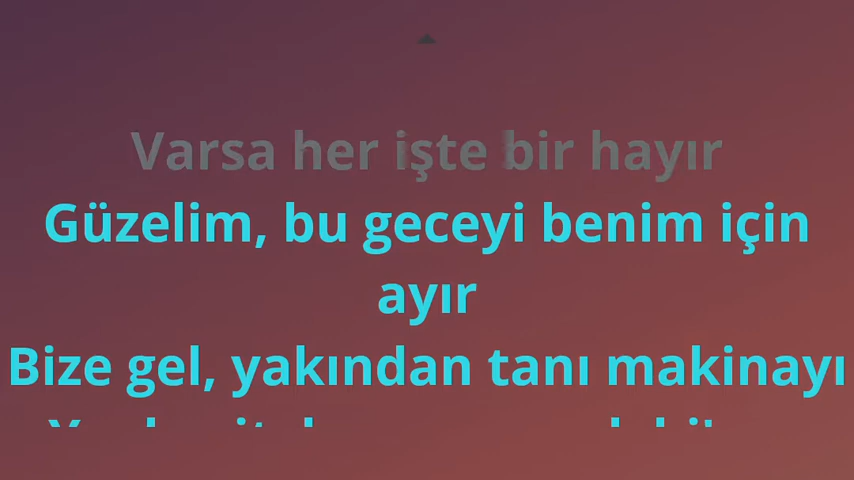 Varsa her işte bir hayır
Güzelim, bu geceyi benim için
ayır
Bize gel, yakından tanı makinayı